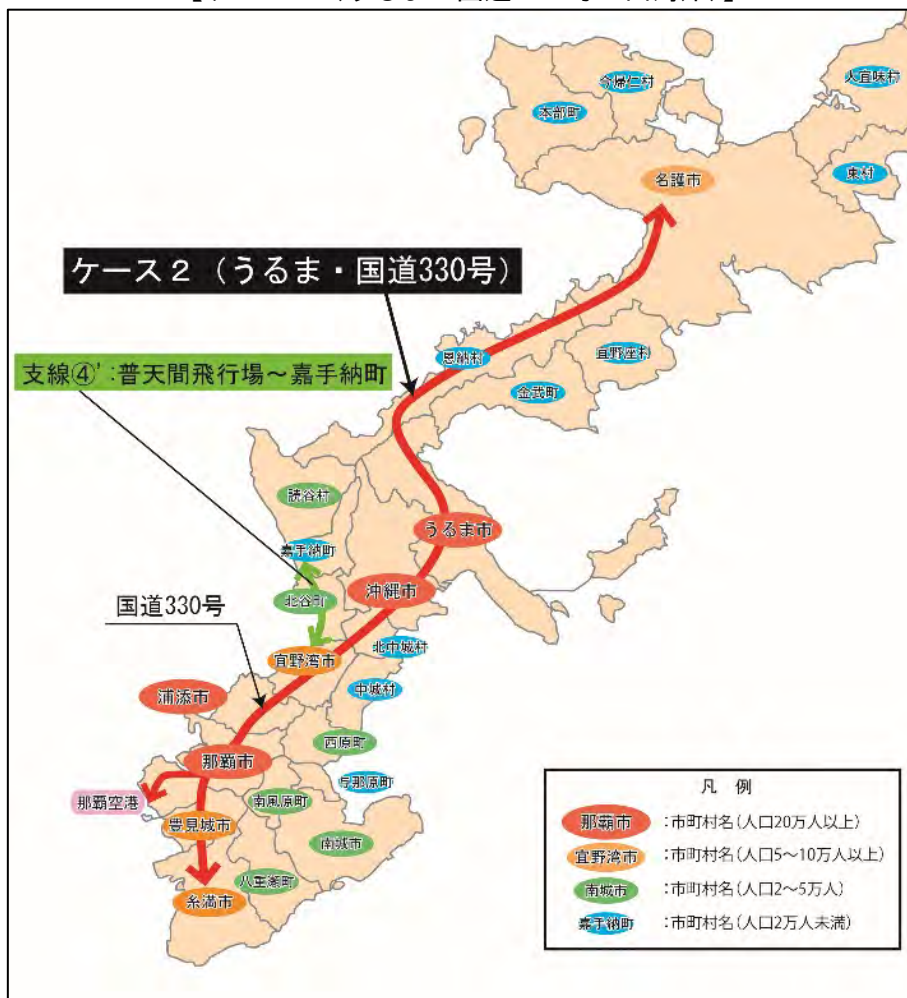 今帰仁村
大宜味村
本部町
名護市
東村
ケース2（うるま・国道330号）
恩納村
宜野座村
支線④’:普天間飛行場～嘉手納町
金武町
読谷村
うるま市
嘉手納町
沖縄市
北谷町
国道330号
北中城村
宜野湾市
中城村
浦添市
西原町
那覇市
与那原町
那覇空港
南風原町
豊見城市
南城市
八重瀬町
糸満市
凡 例
那覇市 :市町村名(人口20万人以上)
宜野湾市 :市町村名(人口5～10万人以上)
南城市 :市町村名(人口2～5万人)
嘉手納町 :市町村名(人口2万人未満)